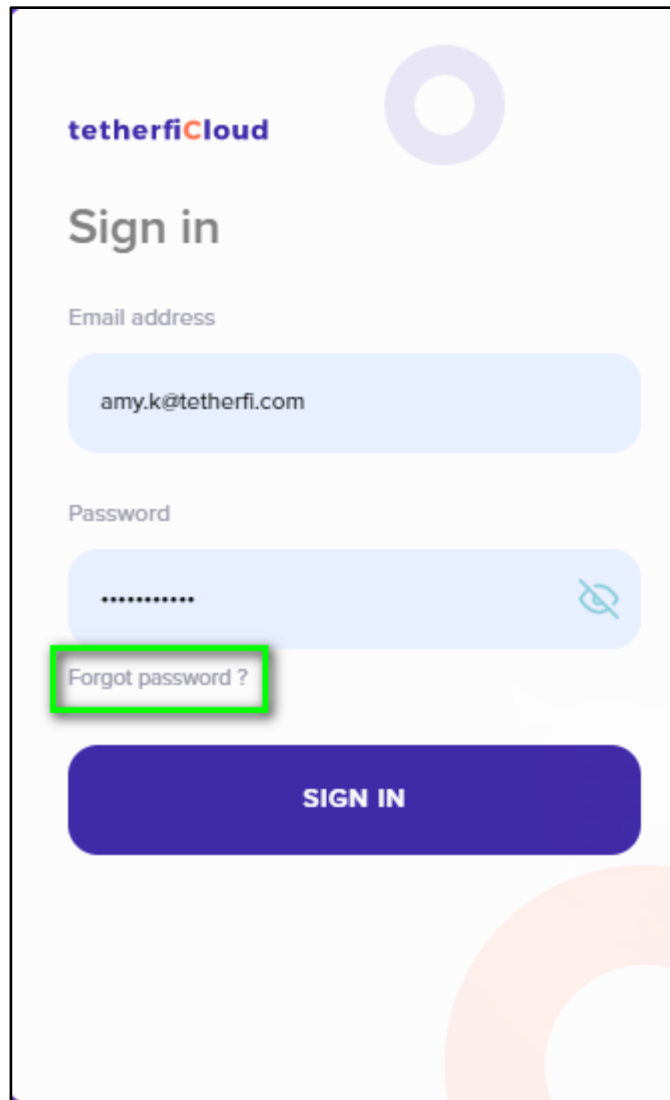 tetherfiCloud
Sign in
Email address
amy.k@tetherfi.com
Password
•••••••••••
Forgot password ?
SIGN IN